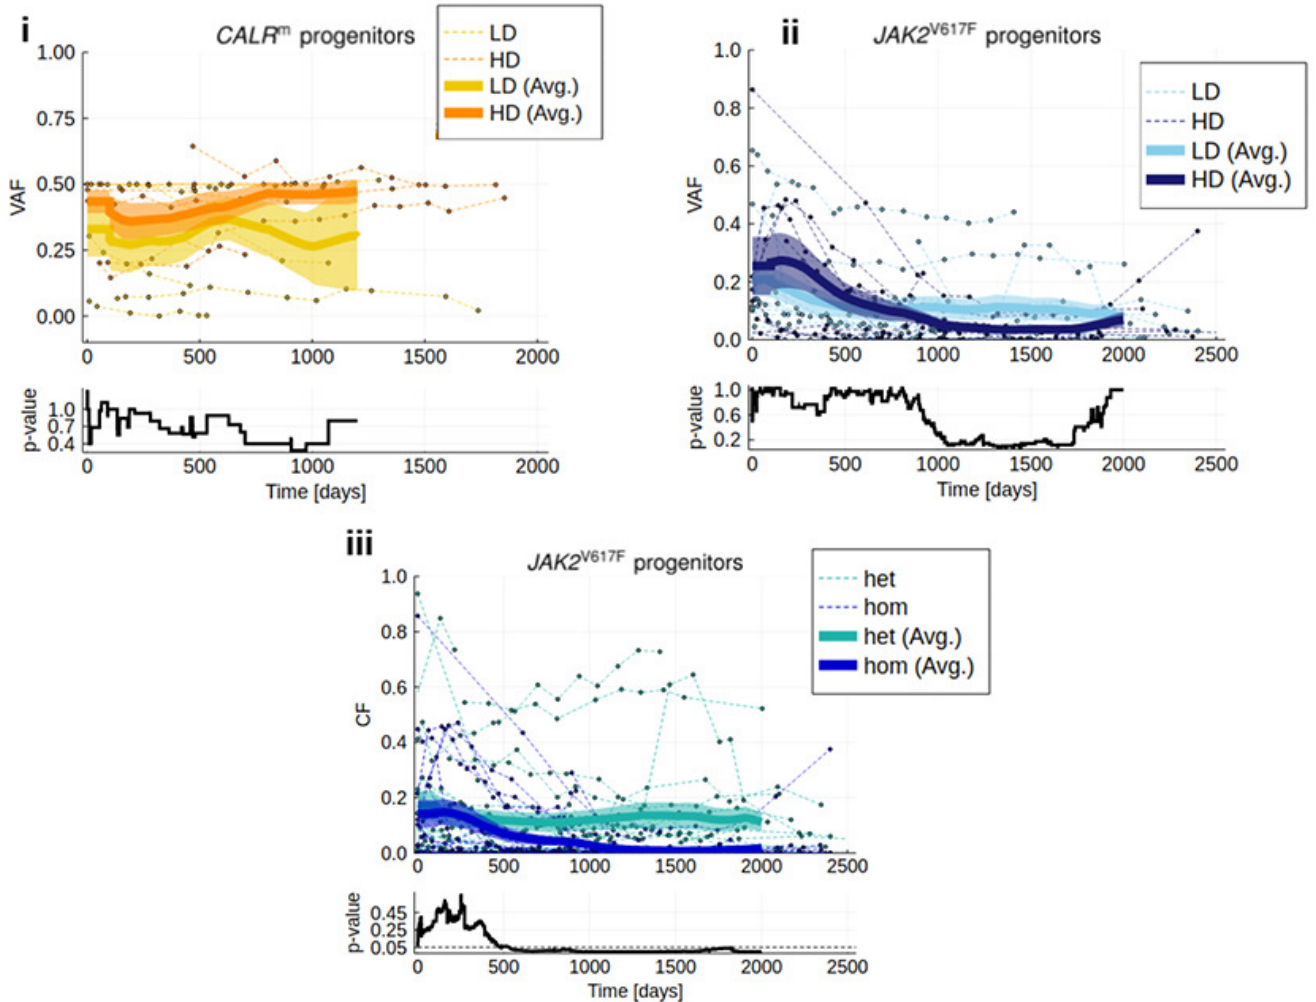 i
CALRᵐ progenitors
LD
HD
LD (Avg.)
HD (Avg.)
1.00
0.75
0.50
0.25
0.00
VAF
0 500 1000 1500 2000
1.0
0.7
0.4
p-value
0 500 1000 1500 2000
Time [days]
ii
JAK2ⱽ⁶¹⁷ᶠ progenitors
LD
HD
LD (Avg.)
HD (Avg.)
1.0
0.8
0.6
0.4
0.2
0.0
VAF
0 500 1000 1500 2000 2500
1.0
0.6
0.2
p-value
0 500 1000 1500 2000 2500
Time [days]
iii
JAK2ⱽ⁶¹⁷ᶠ progenitors
het
hom
het (Avg.)
hom (Avg.)
1.0
0.8
0.6
0.4
0.2
0.0
CF
0 500 1000 1500 2000 2500
0.45
0.25
0.05
p-value
0 500 1000 1500 2000 2500
Time [days]